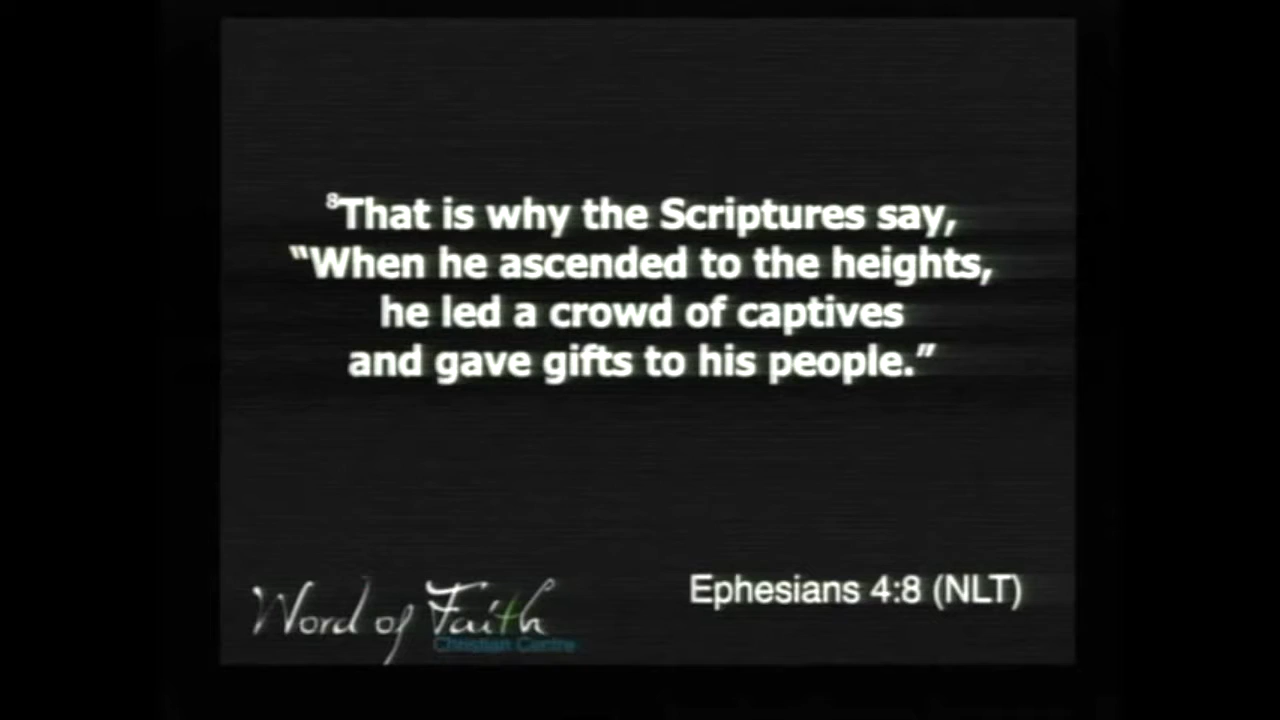 ⁸That is why the Scriptures say,
“When he ascended to the heights,
he led a crowd of captives
and gave gifts to his people.”
Ephesians 4:8 (NLT)
Word of Faith
Christian Centre